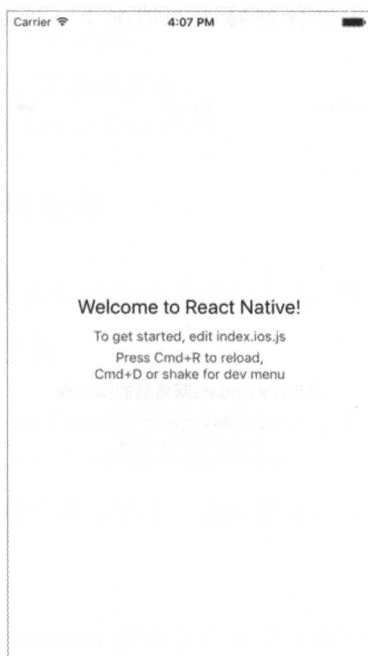 Carrier 4:07 PM
Welcome to React Native!
To get started, edit index.ios.js
Press Cmd+R to reload,
Cmd+D or shake for dev menu